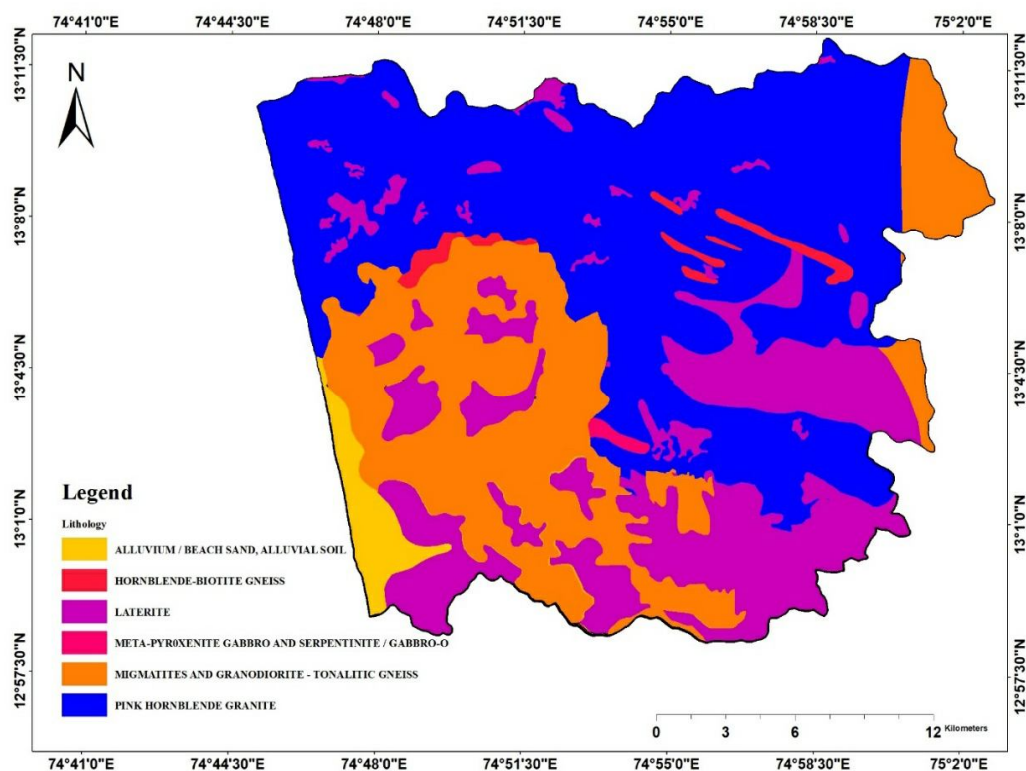 74°41'0"E 74°44'30"E 74°48'0"E 74°51'30"E 74°55'0"E 74°58'30"E 75°2'0"E
13°11'30"N 13°11'30"N
N
13°8'0"N 13°8'0"N
13°4'30"N 13°4'30"N
Legend
Lithology
13°1'0"N 13°1'0"N
ALLUVIUM / BEACH SAND, ALLUVIAL SOIL
HORNBLENDE-BIOTITE GNEISS
LATERITE
META-PYR0XENITE GABBRO AND SERPENTINITE / GABBRO-O
MIGMATITES AND GRANODIORITE - TONALITIC GNEISS
12°57'30"N 12°57'30"N
PINK HORNBLENDE GRANITE
0 3 6 12 Kilometers
74°41'0"E 74°44'30"E 74°48'0"E 74°51'30"E 74°55'0"E 74°58'30"E 75°2'0"E